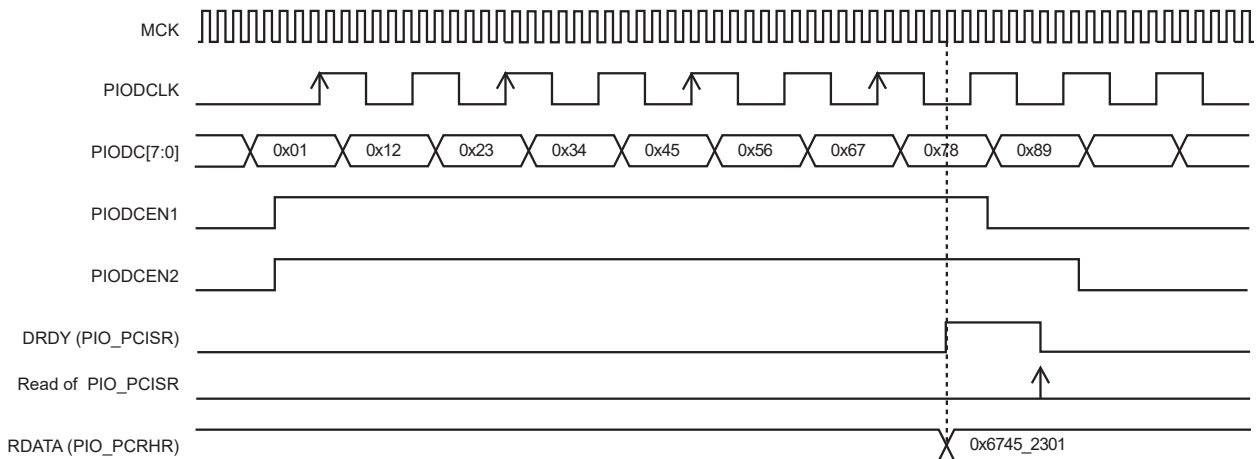 MCK
PIODCLK
PIODC[7:0] 0x01 0x12 0x23 0x34 0x45 0x56 0x67 0x78 0x89
PIODCEN1
PIODCEN2
DRDY (PIO_PCISR)
Read of PIO_PCISR
RDATA (PIO_PCRHR) 0x6745_2301